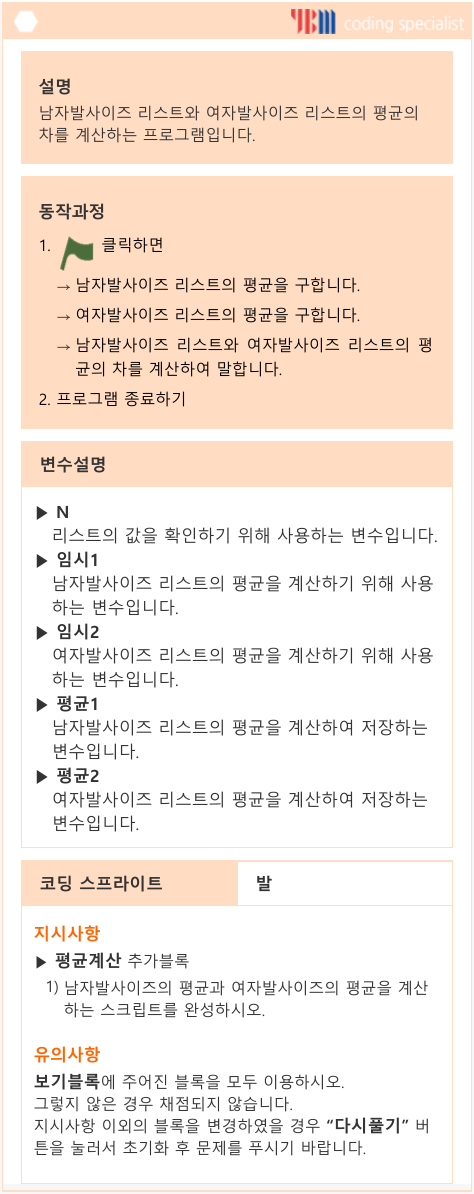 YBM coding specialist
설명
남자발사이즈 리스트와 여자발사이즈 리스트의 평균의
차를 계산하는 프로그램입니다.
동작과정
1. 클릭하면
→ 남자발사이즈 리스트의 평균을 구합니다.
→ 여자발사이즈 리스트의 평균을 구합니다.
→ 남자발사이즈 리스트와 여자발사이즈 리스트의 평
균의 차를 계산하여 말합니다.
2. 프로그램 종료하기
변수설명
▶ N
리스트의 값을 확인하기 위해 사용하는 변수입니다.
▶ 임시1
남자발사이즈 리스트의 평균을 계산하기 위해 사용
하는 변수입니다.
▶ 임시2
여자발사이즈 리스트의 평균을 계산하기 위해 사용
하는 변수입니다.
▶ 평균1
남자발사이즈 리스트의 평균을 계산하여 저장하는
변수입니다.
▶ 평균2
여자발사이즈 리스트의 평균을 계산하여 저장하는
변수입니다.
코딩 스프라이트 발
지시사항
▶ 평균계산 추가블록
1) 남자발사이즈의 평균과 여자발사이즈의 평균을 계산
하는 스크립트를 완성하시오.
유의사항
보기블록에 주어진 블록을 모두 이용하시오.
그렇지 않은 경우 채점되지 않습니다.
지시사항 이외의 블록을 변경하였을 경우 “다시풀기” 버
튼을 눌러서 초기화 후 문제를 푸시기 바랍니다.